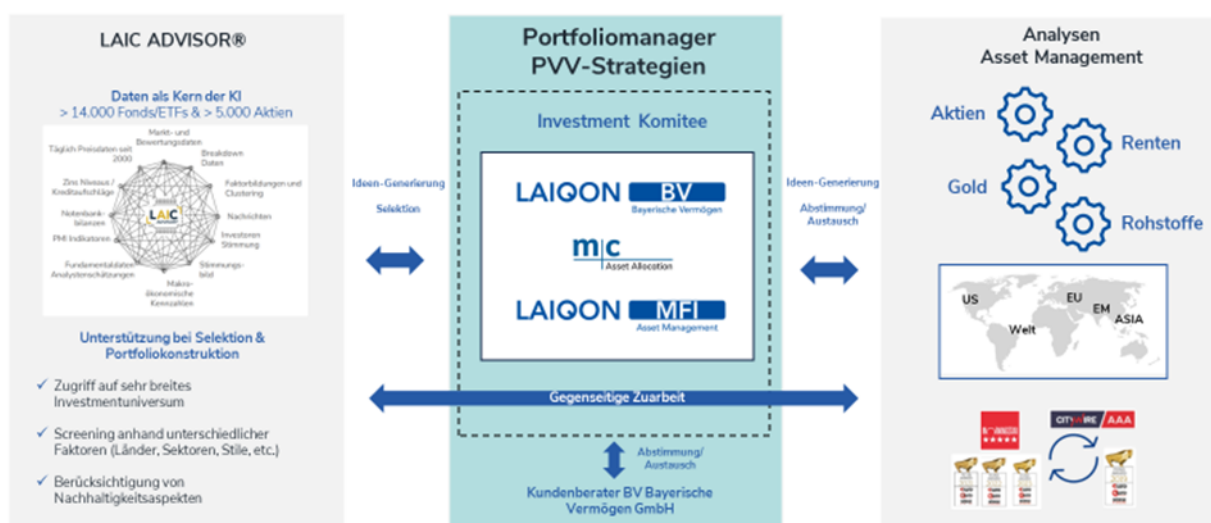 LAIC ADVISOR®
Daten als Kern der KI
> 14.000 Fonds/ETFs & > 5.000 Aktien
Markt- und
Bewertungsdaten
Täglich Preisdaten seit
2000
Breakdown
Daten
Zins Niveaus /
Kreditaufschläge
Faktorbildungen und
Clustering
Notenbank-
bilanzen
LAIC
Nachrichten
PMI Indikatoren
Investoren
Stimmung
Fundamentaldaten
Analystenschätzungen
Stimmungs-
bild
Makro-
ökonomische
Kennzahlen
Unterstützung bei Selektion &
Portfoliokonstruktion
✓ Zugriff auf sehr breites
Investmentuniversum
✓ Screening anhand unterschiedlicher
Faktoren (Länder, Sektoren, Stile, etc.)
✓ Berücksichtigung von
Nachhaltigkeitsaspekten
Ideen-Generierung
Selektion
Portfoliomanager
PVV-Strategien
Investment Komitee
LAIQON BV
Bayerische Vermögen
m|c
Asset Allocation
LAIQON MFI
Asset Management
Gegenseitige Zuarbeit
Abstimmung/
Austausch
Kundenberater BV Bayerische
Vermögen GmbH
Ideen-Generierung
Abstimmung/
Austausch
Analysen
Asset Management
Aktien
Renten
Gold
Rohstoffe
US
EU
EM
ASIA
Welt
CITYWIRE AAA